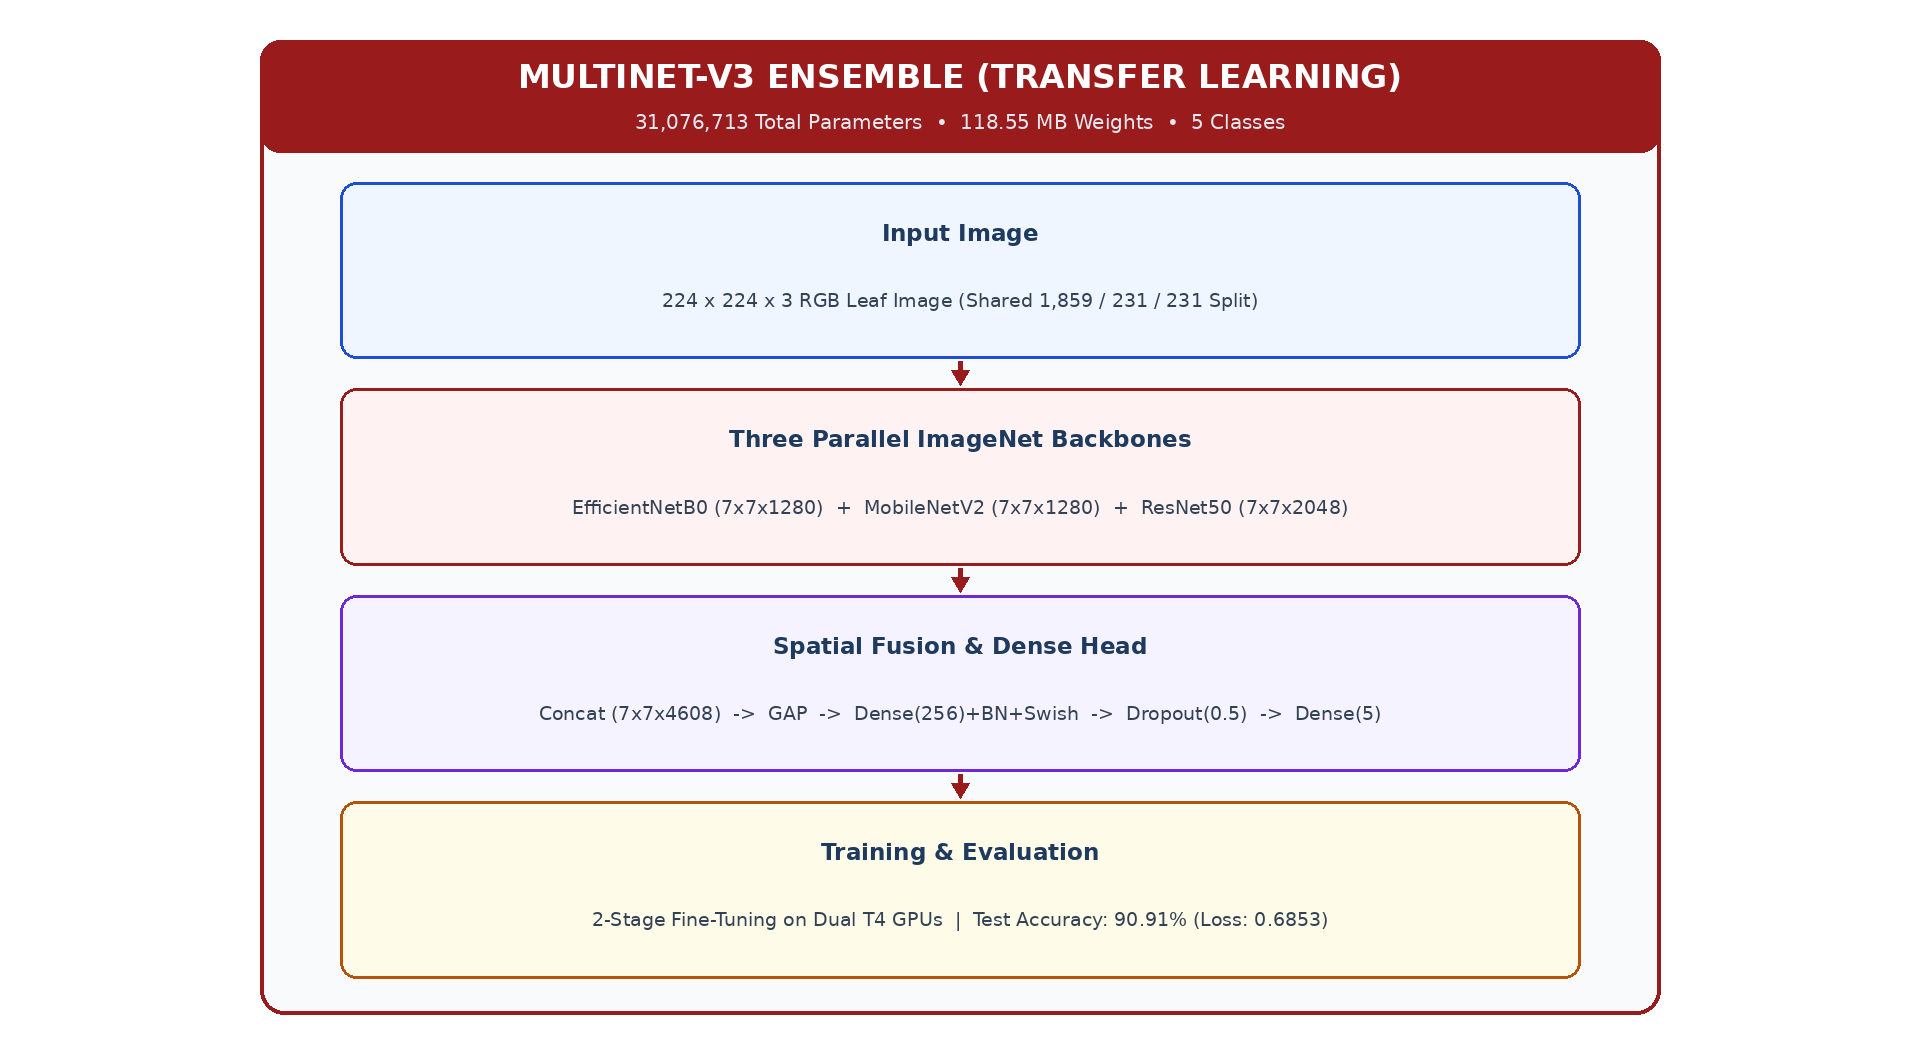 MULTINET-V3 ENSEMBLE (TRANSFER LEARNING)
31,076,713 Total Parameters • 118.55 MB Weights • 5 Classes
Input Image
224 x 224 x 3 RGB Leaf Image (Shared 1,859 / 231 / 231 Split)
Three Parallel ImageNet Backbones
EfficientNetB0 (7x7x1280) + MobileNetV2 (7x7x1280) + ResNet50 (7x7x2048)
Spatial Fusion & Dense Head
Concat (7x7x4608) -> GAP -> Dense(256)+BN+Swish -> Dropout(0.5) -> Dense(5)
Training & Evaluation
2-Stage Fine-Tuning on Dual T4 GPUs | Test Accuracy: 90.91% (Loss: 0.6853)